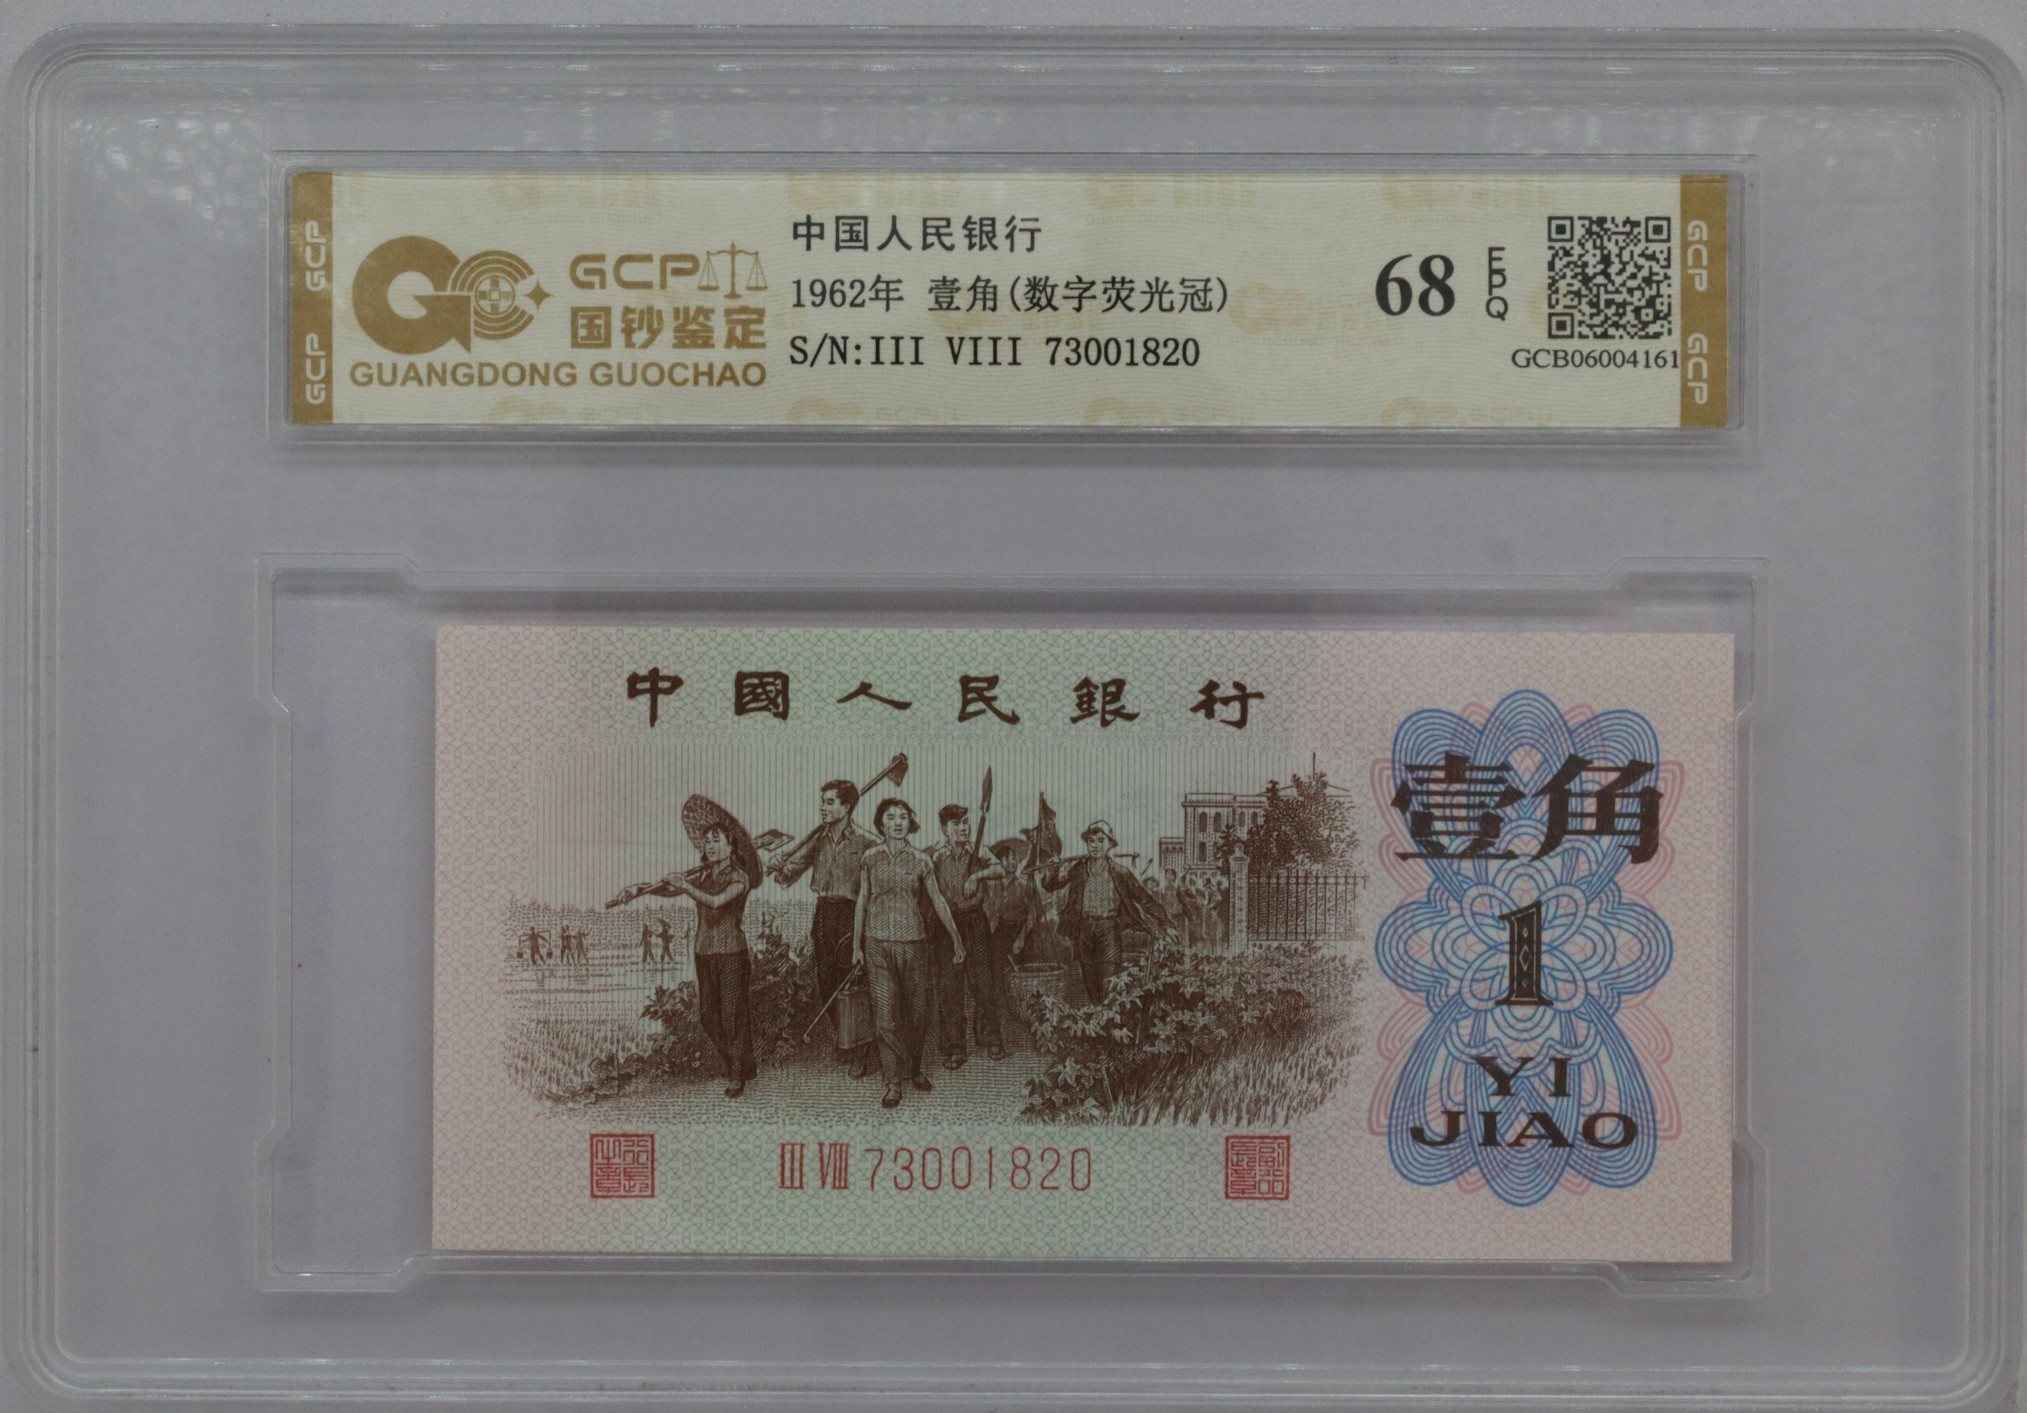 GCP GCP
GCP
国钞鉴定
GUANGDONG GUOCHAO
中国人民银行
1962年 壹角(数字荧光冠)
S/N:III VIII 73001820
68
EPQ
GCB06004161
GCP GCP
中國人民銀行
壹角
1
YI
JIAO
III VIII 73001820